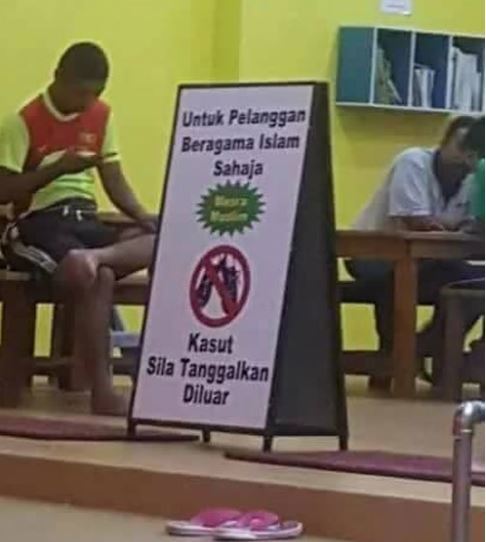 Untuk Pelanggan
Beragama Islam
Sahaja
Mesra
Muslim
Kasut
Sila Tanggalkan
Diluar